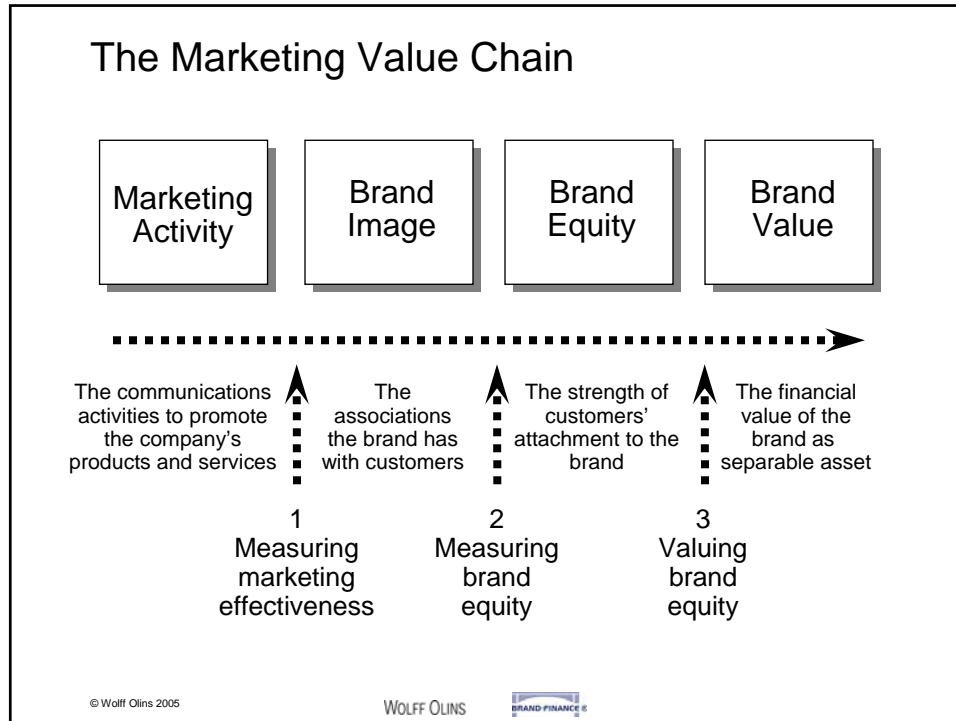 The Marketing Value Chain
Marketing
Activity
Brand
Image
Brand
Equity
Brand
Value
The communications
activities to promote
the company's
products and services
The
associations
the brand has
with customers
The strength of
customers'
attachment to the
brand
The financial
value of the
brand as
separable asset
1
Measuring
marketing
effectiveness
2
Measuring
brand
equity
3
Valuing
brand
equity
© Wolff Olins 2005
WOLFF OLINS
BRAND FINANCE